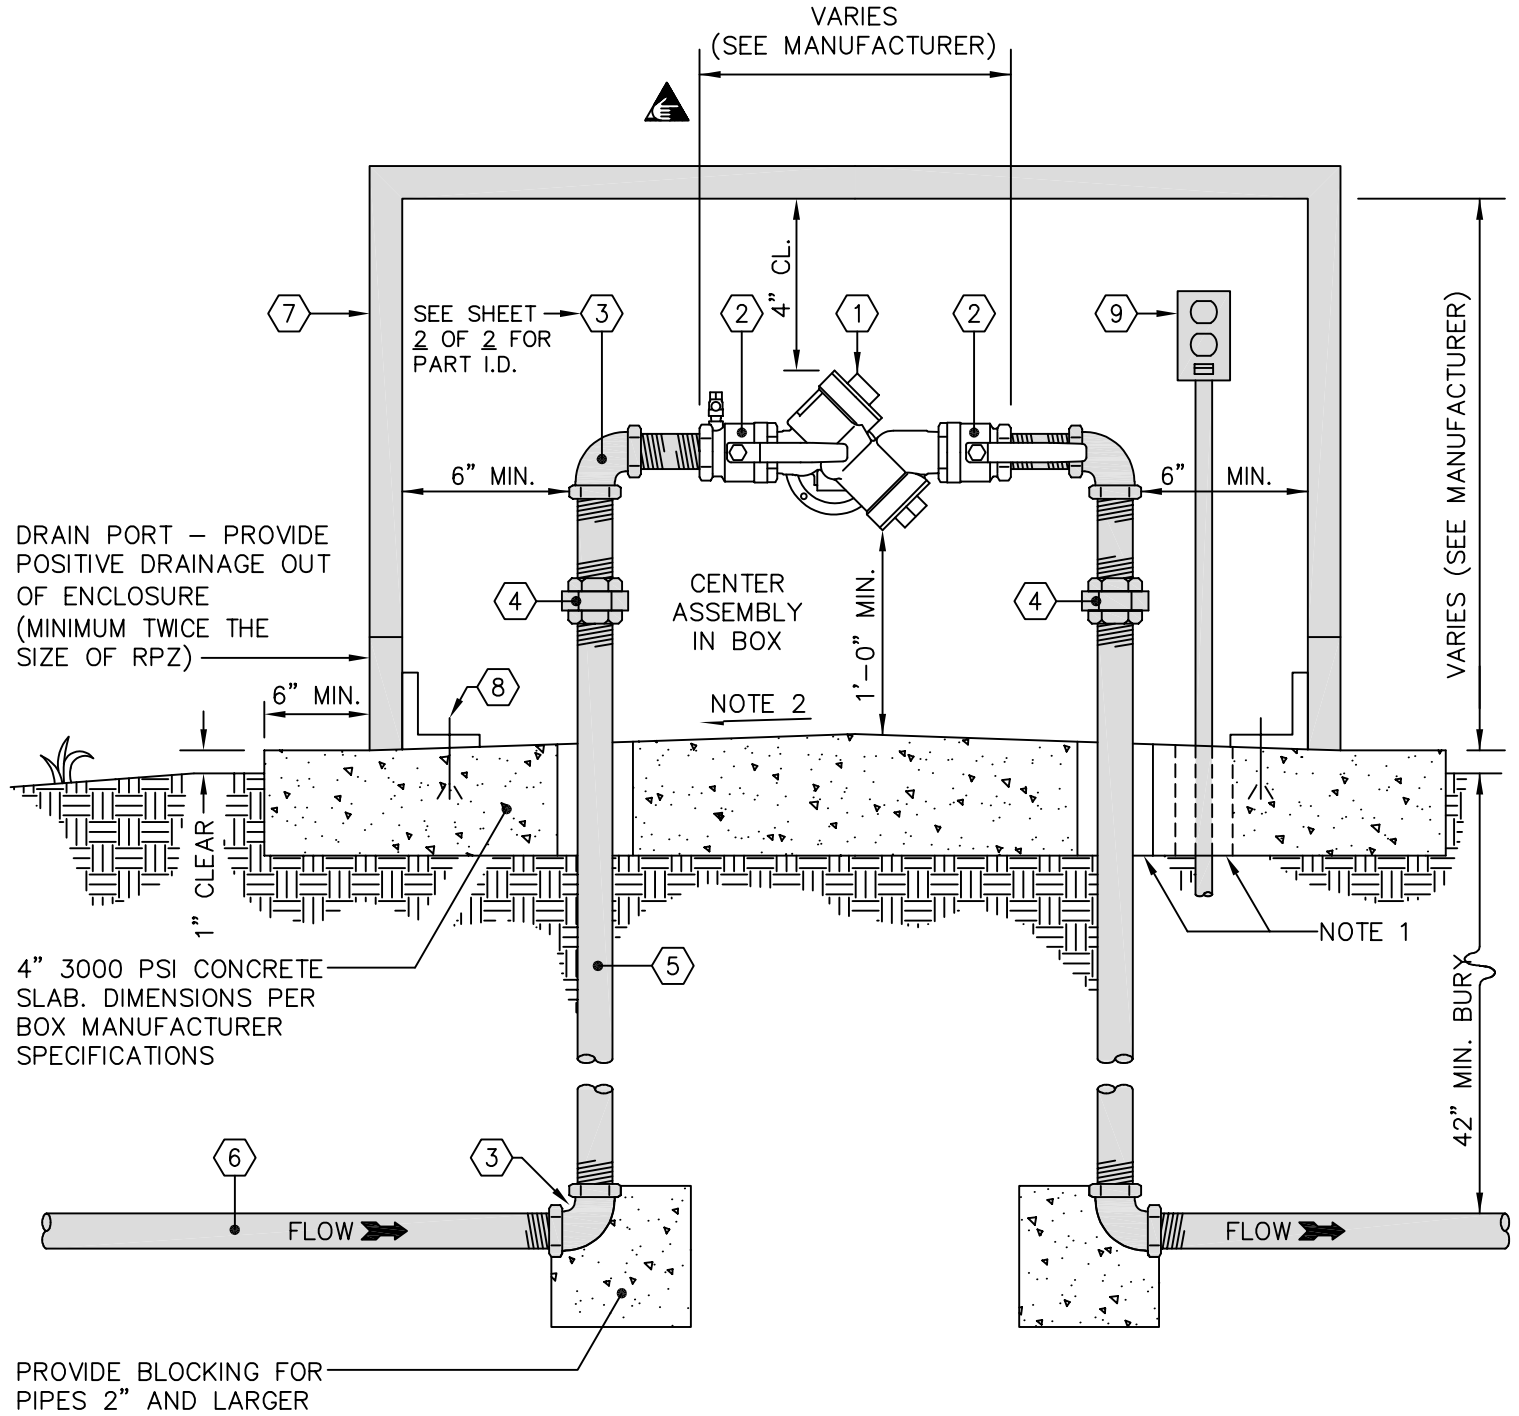 VARIES
(SEE MANUFACTURER)
4" CL.
7
SEE SHEET
2 OF 2 FOR
PART I.D.
3
2
1
2
9
VARIES (SEE MANUFACTURER)
6" MIN.
6" MIN.
DRAIN PORT – PROVIDE
POSITIVE DRAINAGE OUT
OF ENCLOSURE
(MINIMUM TWICE THE
SIZE OF RPZ)
4
CENTER
ASSEMBLY
IN BOX
1'-0" MIN.
4
6" MIN.
8
NOTE 2
1" CLEAR
NOTE 1
4" 3000 PSI CONCRETE
SLAB. DIMENSIONS PER
BOX MANUFACTURER
SPECIFICATIONS
5
42" MIN. BURY
6
3
FLOW
FLOW
PROVIDE BLOCKING FOR
PIPES 2" AND LARGER